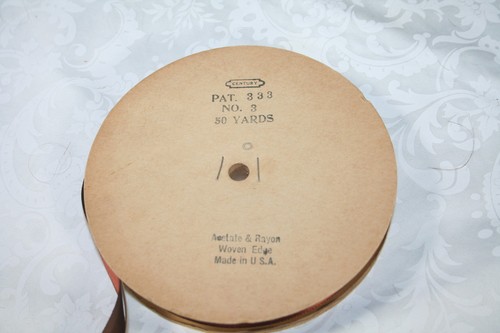 CENTURY
PAT. 333
NO. 3
50 YARDS
Acetate & Rayon
Woven Edge
Made in U.S.A.